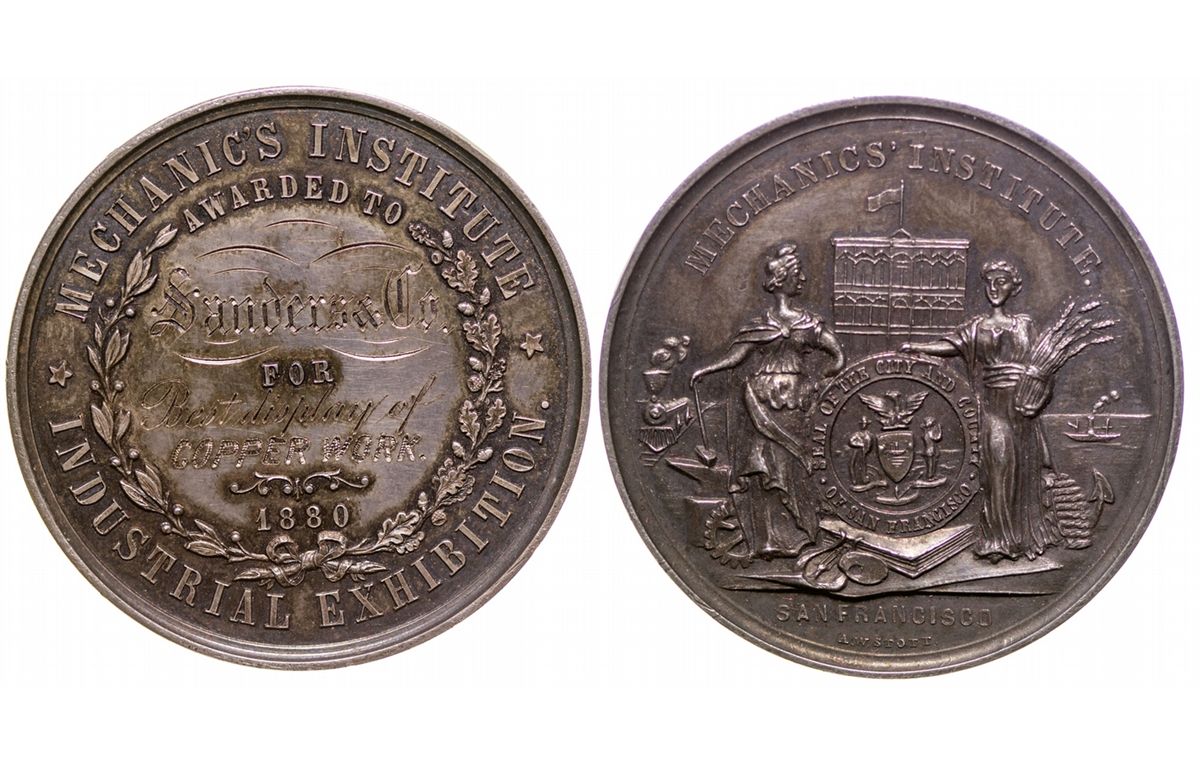 MECHANIC'S INSTITUTE
AWARDED TO
Sanders & Co.
FOR
Best display of
COPPER WORK.
1880
INDUSTRIAL EXHIBITION.
MECHANICS' INSTITUTE.
SEAL OF THE CITY AND COUNTY
OF SAN FRANCISCO
SAN FRANCISCO